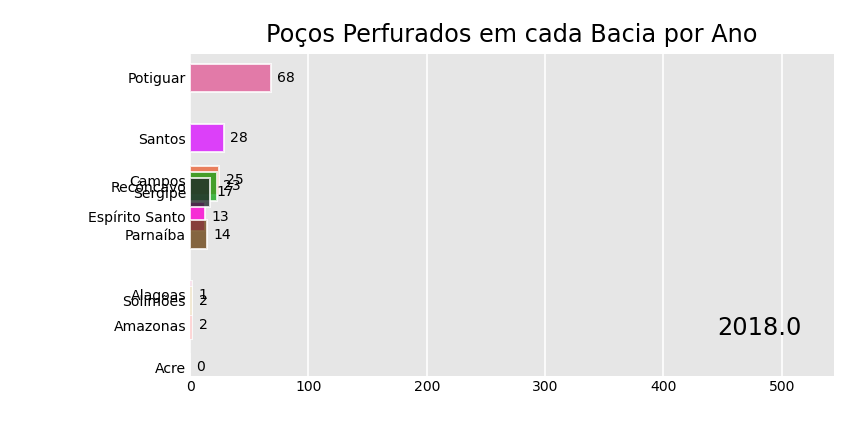 Poços Perfurados em cada Bacia por Ano
Potiguar 68
Santos 28
Campos 25
Recôncavo 23
Sergipe 17
Espírito Santo 13
Parnaíba 14
Alagoas 1
Solimões 2
Amazonas 2
2018.0
Acre 0
0 100 200 300 400 500